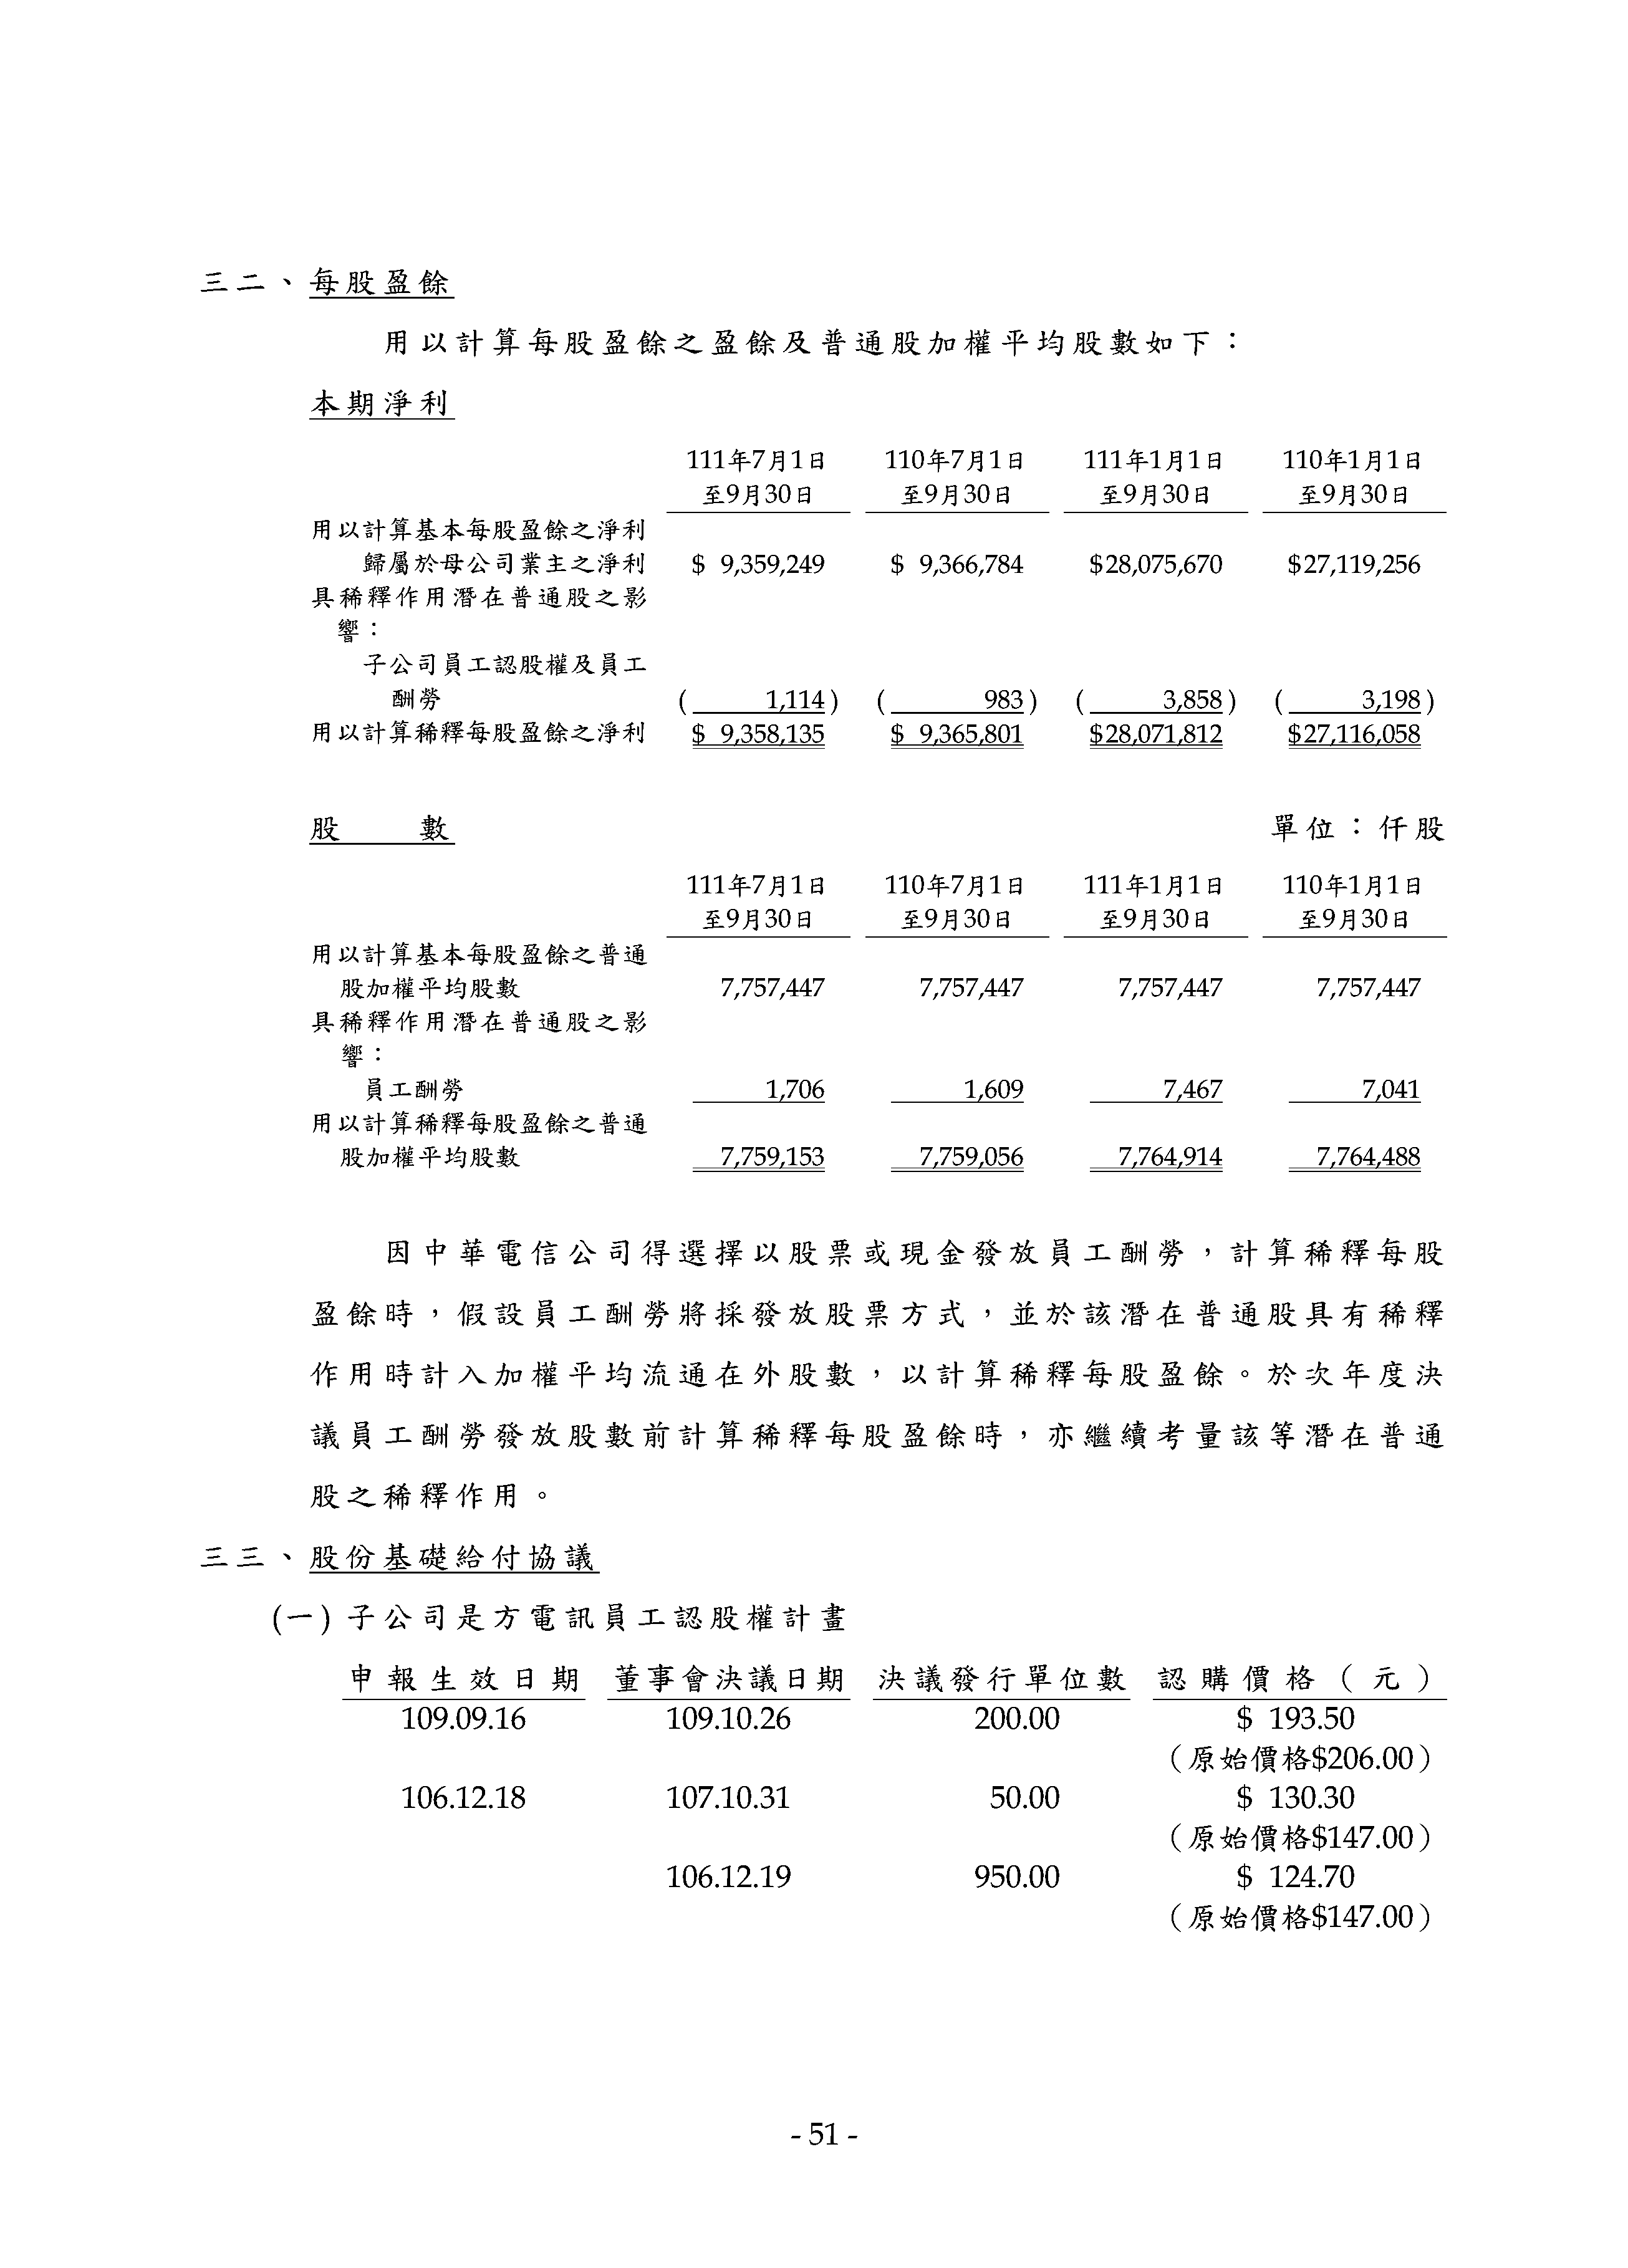 三二、每股盈餘
用以計算每股盈餘之盈餘及普通股加權平均股數如下：
本期淨利
111年7月1日 110年7月1日 111年1月1日 110年1月1日
至9月30日 至9月30日 至9月30日 至9月30日
用以計算基本每股盈餘之淨利
歸屬於母公司業主之淨利 $ 9,359,249 $ 9,366,784 $28,075,670 $27,119,256
具稀釋作用潛在普通股之影
響：
子公司員工認股權及員工
酬勞 ( 1,114) ( 983) ( 3,858) ( 3,198)
用以計算稀釋每股盈餘之淨利 $ 9,358,135 $ 9,365,801 $28,071,812 $27,116,058
股 數 單位：仟股
111年7月1日 110年7月1日 111年1月1日 110年1月1日
至9月30日 至9月30日 至9月30日 至9月30日
用以計算基本每股盈餘之普通
股加權平均股數 7,757,447 7,757,447 7,757,447 7,757,447
具稀釋作用潛在普通股之影
響：
員工酬勞 1,706 1,609 7,467 7,041
用以計算稀釋每股盈餘之普通
股加權平均股數 7,759,153 7,759,056 7,764,914 7,764,488
因中華電信公司得選擇以股票或現金發放員工酬勞，計算稀釋每股
盈餘時，假設員工酬勞將採發放股票方式，並於該潛在普通股具有稀釋
作用時計入加權平均流通在外股數，以計算稀釋每股盈餘。於次年度決
議員工酬勞發放股數前計算稀釋每股盈餘時，亦繼續考量該等潛在普通
股之稀釋作用。
三三、股份基礎給付協議
(一) 子公司是方電訊員工認股權計畫
申報生效日期 董事會決議日期 決議發行單位數 認購價格（元）
109.09.16 109.10.26 200.00 $ 193.50
（原始價格$206.00）
106.12.18 107.10.31 50.00 $ 130.30
（原始價格$147.00）
106.12.19 950.00 $ 124.70
（原始價格$147.00）
- 51 -